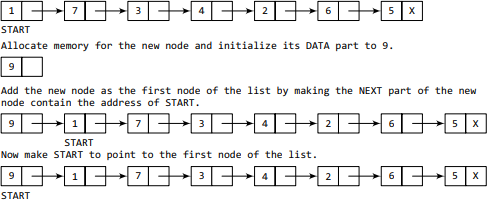 1 7 3 4 2 6 5 X
START
Allocate memory for the new node and initialize its DATA part to 9.
9
Add the new node as the first node of the list by making the NEXT part of the new
node contain the address of START.
9 1 7 3 4 2 6 5 X
START
Now make START to point to the first node of the list.
9 1 7 3 4 2 6 5 X
START